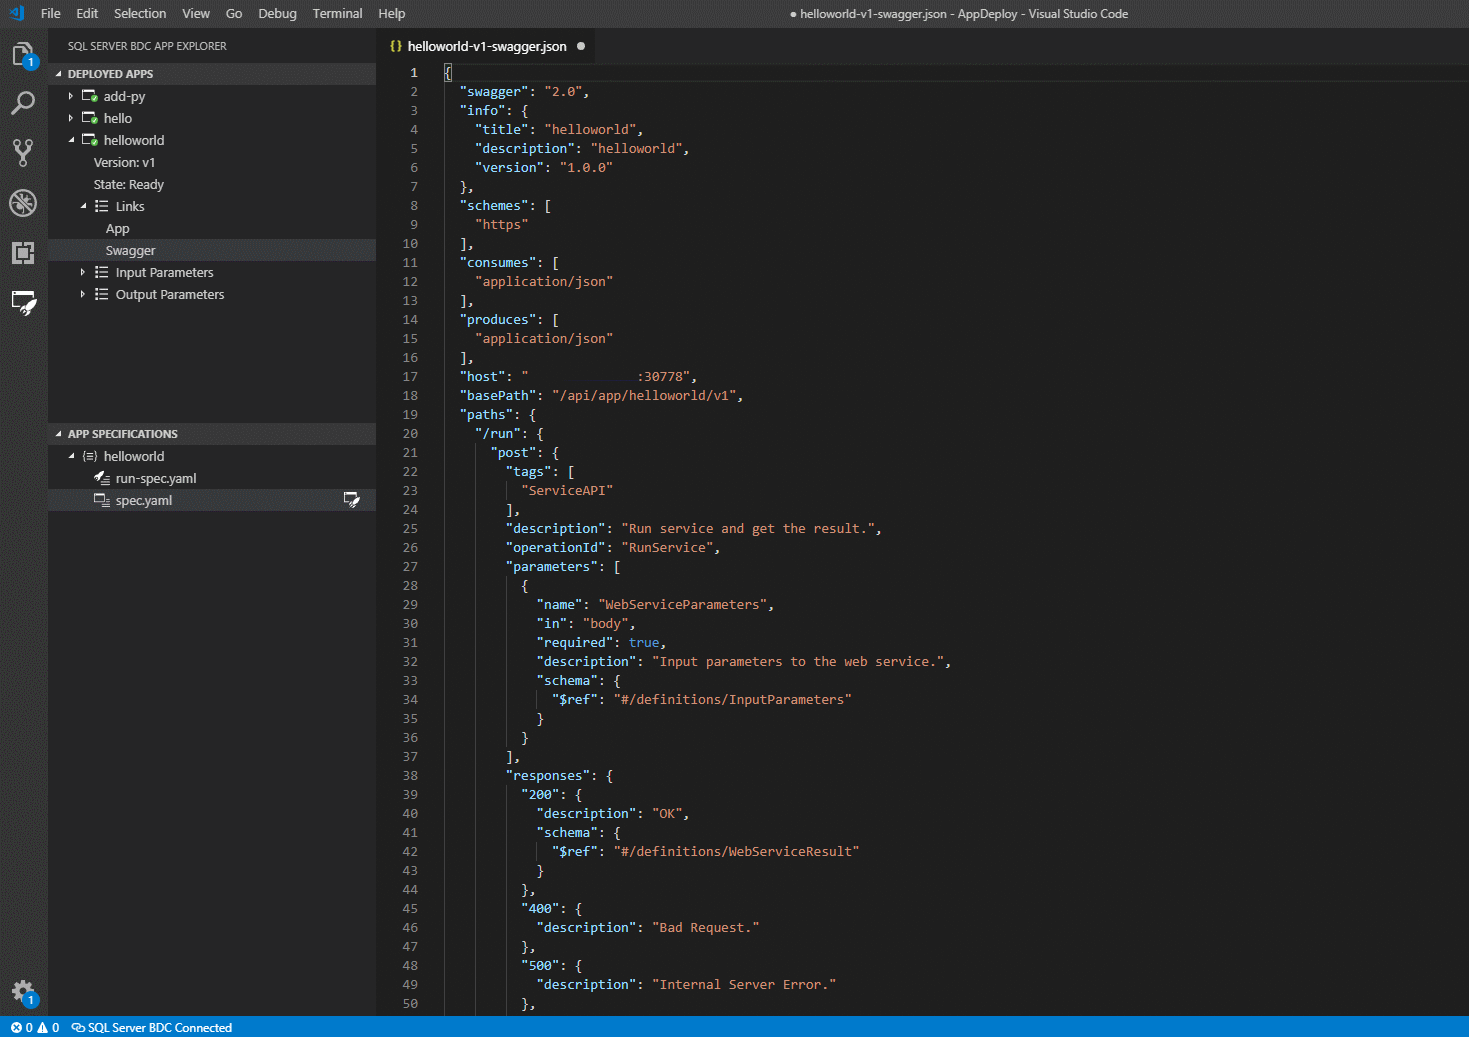 File Edit Selection View Go Debug Terminal Help
● helloworld-v1-swagger.json - AppDeploy - Visual Studio Code
SQL SERVER BDC APP EXPLORER
DEPLOYED APPS
add-py
hello
helloworld
Version: v1
State: Ready
Links
App
Swagger
Input Parameters
Output Parameters
APP SPECIFICATIONS
helloworld
run-spec.yaml
spec.yaml
1
1
{} helloworld-v1-swagger.json ●
1 {
2 "swagger": "2.0",
3 "info": {
4 "title": "helloworld",
5 "description": "helloworld",
6 "version": "1.0.0"
7 },
8 "schemes": [
9 "https"
10 ],
11 "consumes": [
12 "application/json"
13 ],
14 "produces": [
15 "application/json"
16 ],
17 "host": " :30778",
18 "basePath": "/api/app/helloworld/v1",
19 "paths": {
20 "/run": {
21 "post": {
22 "tags": [
23 "ServiceAPI"
24 ],
25 "description": "Run service and get the result.",
26 "operationId": "RunService",
27 "parameters": [
28 {
29 "name": "WebServiceParameters",
30 "in": "body",
31 "required": true,
32 "description": "Input parameters to the web service.",
33 "schema": {
34 "$ref": "#/definitions/InputParameters"
35 }
36 }
37 ],
38 "responses": {
39 "200": {
40 "description": "OK",
41 "schema": {
42 "$ref": "#/definitions/WebServiceResult"
43 }
44 },
45 "400": {
46 "description": "Bad Request."
47 },
48 "500": {
49 "description": "Internal Server Error."
50 },
0 0 SQL Server BDC Connected